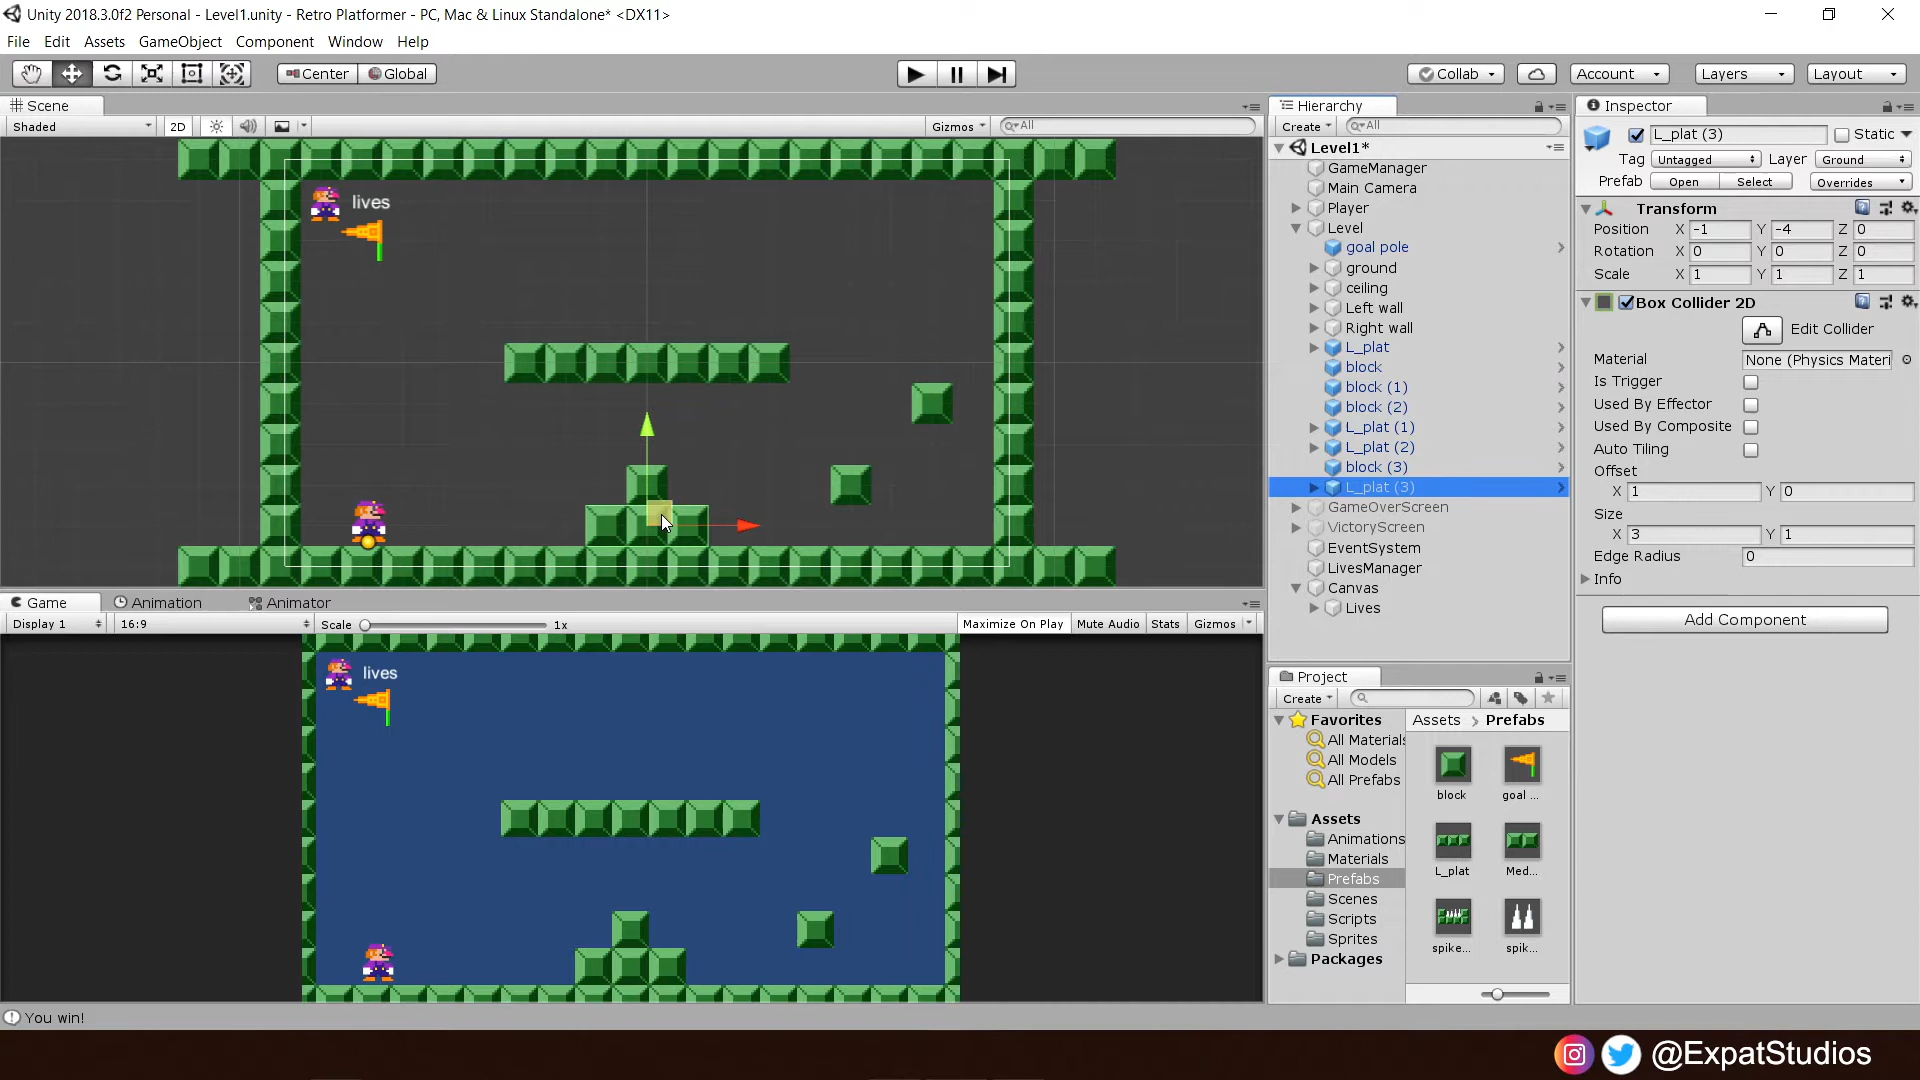 Unity 2018.3.0f2 Personal - Level1.unity - Retro Platformer - PC, Mac & Linux Standalone* <DX11>
File Edit Assets GameObject Component Window Help
Center Global Collab Account Layers Layout
Scene
Shaded 2D Gizmos All
lives
Game Animation Animator
Display 1 16:9 Scale 1x Maximize On Play Mute Audio Stats Gizmos
lives
Hierarchy
Create All
Level1*
GameManager
Main Camera
Player
Level
goal pole
ground
ceiling
Left wall
Right wall
L_plat
block
block (1)
block (2)
L_plat (1)
L_plat (2)
block (3)
L_plat (3)
GameOverScreen
VictoryScreen
EventSystem
LivesManager
Canvas
Lives
Project
Create
Favorites
All Materials
All Models
All Prefabs
Assets
Animations
Materials
Prefabs
Scenes
Scripts
Sprites
Packages
Assets > Prefabs
block goal ...
L_plat Med...
spike... spik...
Inspector
L_plat (3) Static
Tag Untagged Layer Ground
Prefab Open Select Overrides
Transform
Position X -1 Y -4 Z 0
Rotation X 0 Y 0 Z 0
Scale X 1 Y 1 Z 1
Box Collider 2D
Edit Collider
Material None (Physics Materi
Is Trigger
Used By Effector
Used By Composite
Auto Tiling
Offset
X 1 Y 0
Size
X 3 Y 1
Edge Radius 0
Info
Add Component
You win!
@ExpatStudios